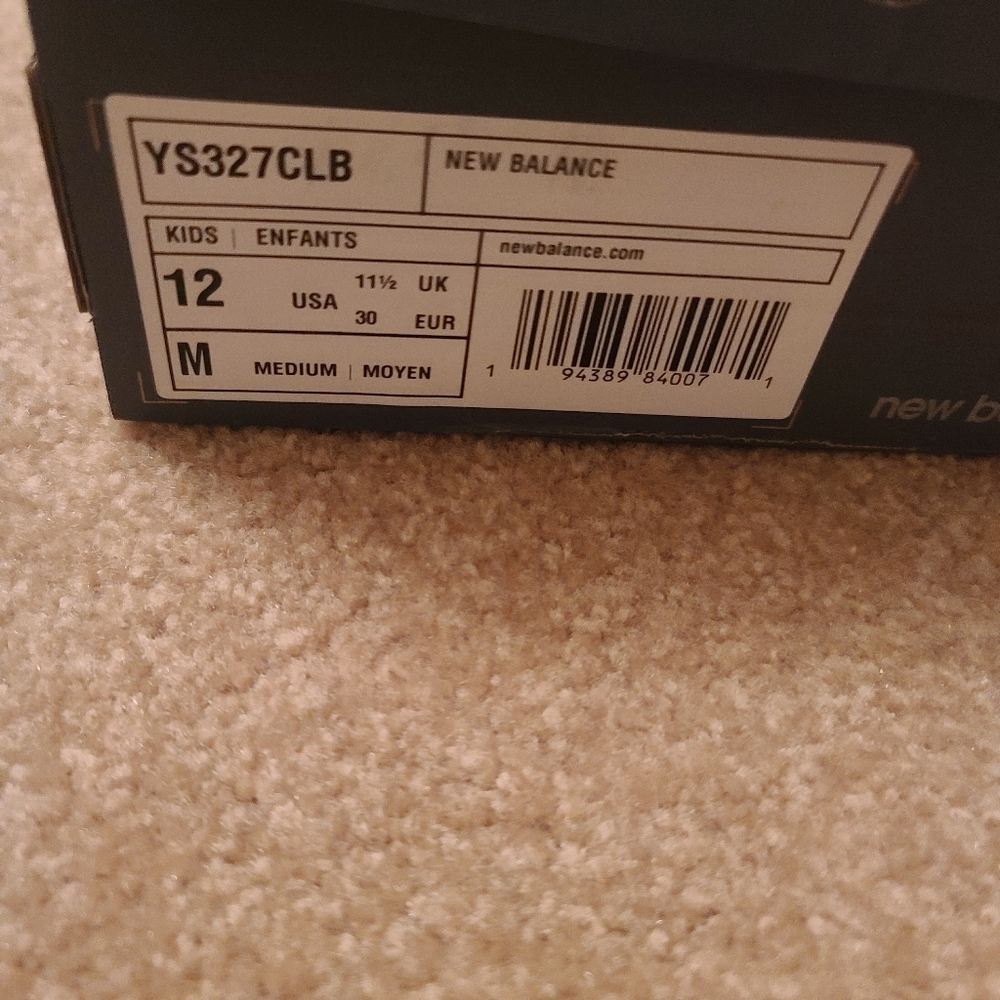 YS327CLB
NEW BALANCE
KIDS | ENFANTS
newbalance.com
12 USA 11½ UK
30 EUR
M MEDIUM | MOYEN
1 94389 84007 1
new b